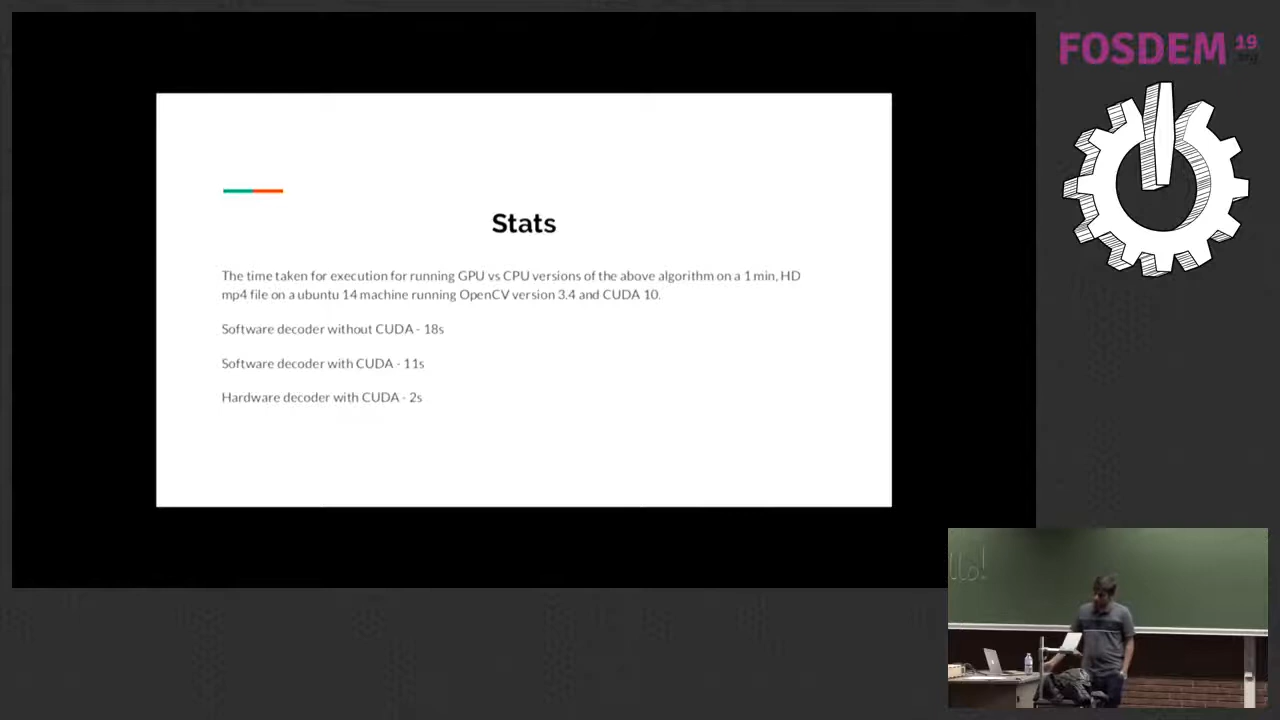 FOSDEM 19
.org
Stats
The time taken for execution for running GPU vs CPU versions of the above algorithm on a 1 min, HD
mp4 file on a ubuntu 14 machine running OpenCV version 3.4 and CUDA 10.
Software decoder without CUDA - 18s
Software decoder with CUDA - 11s
Hardware decoder with CUDA - 2s